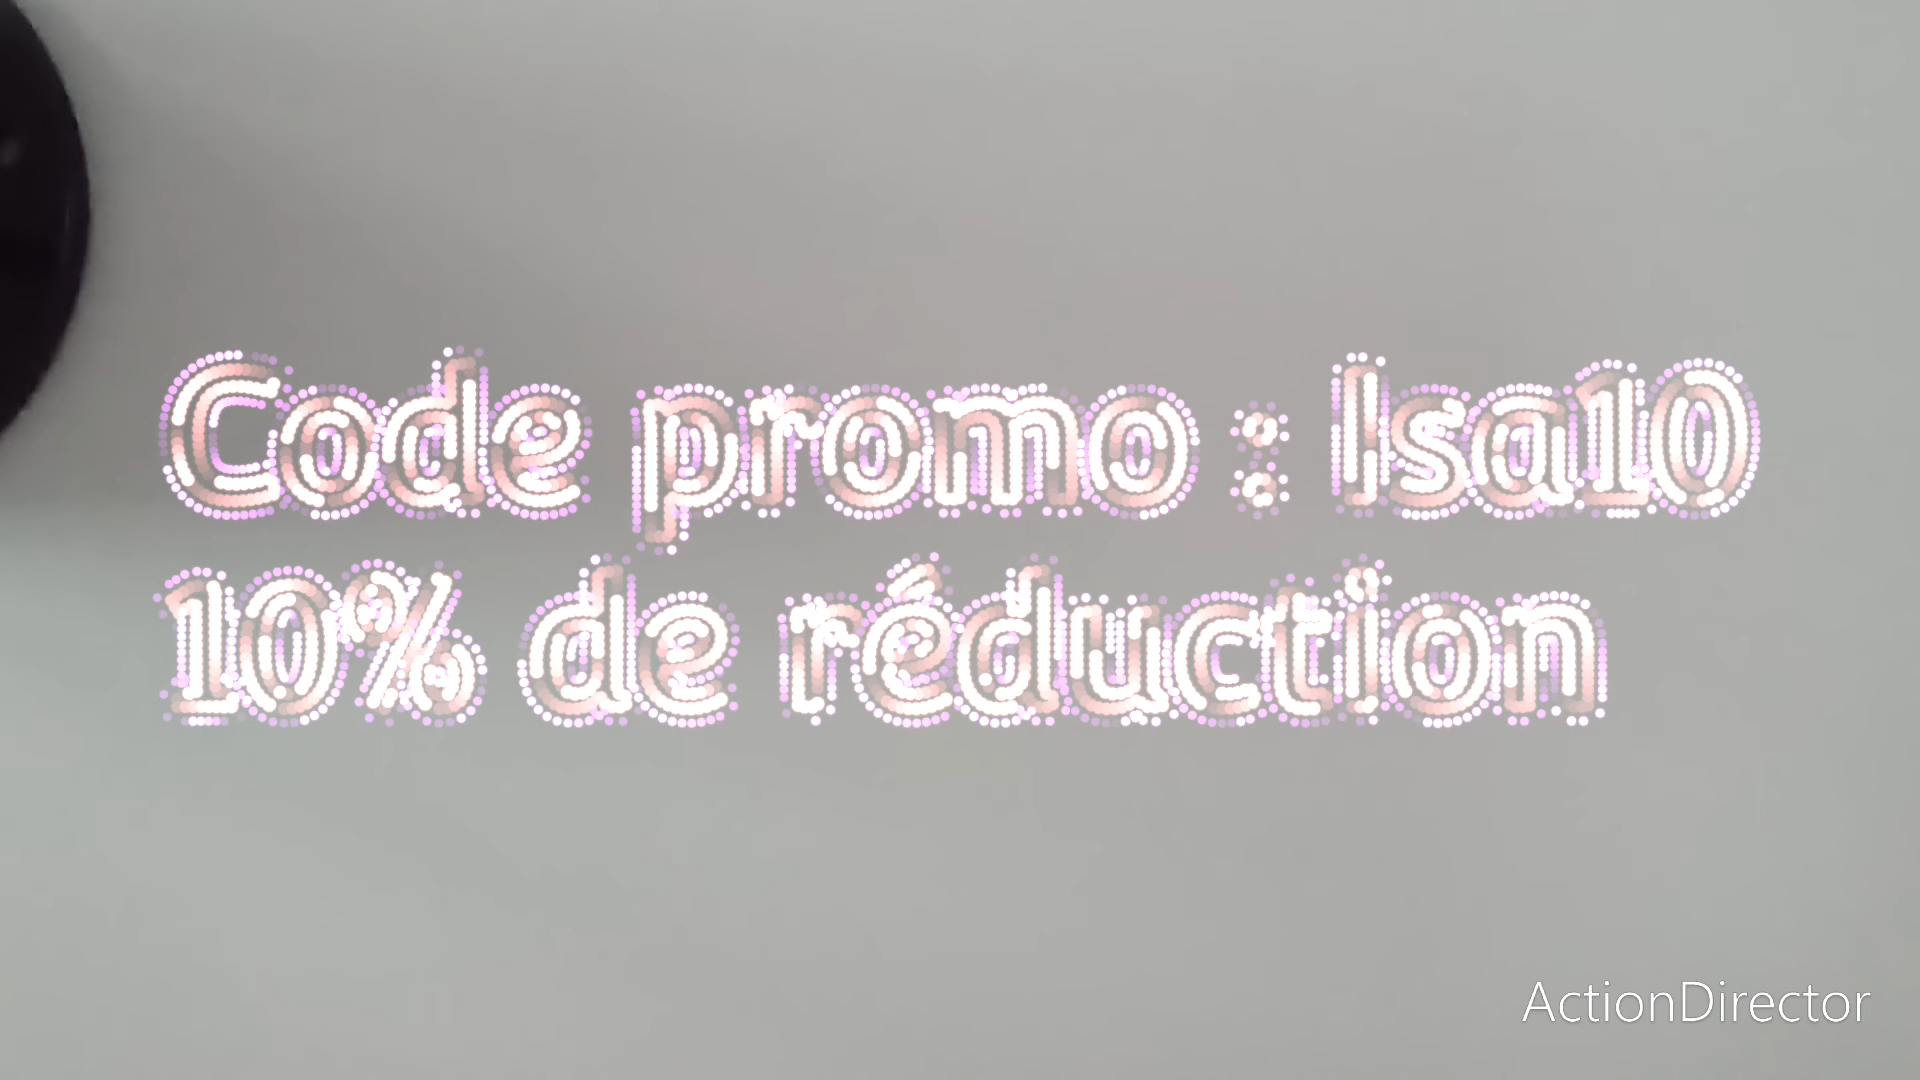 Code promo : Isa10
10% de réduction
ActionDirector